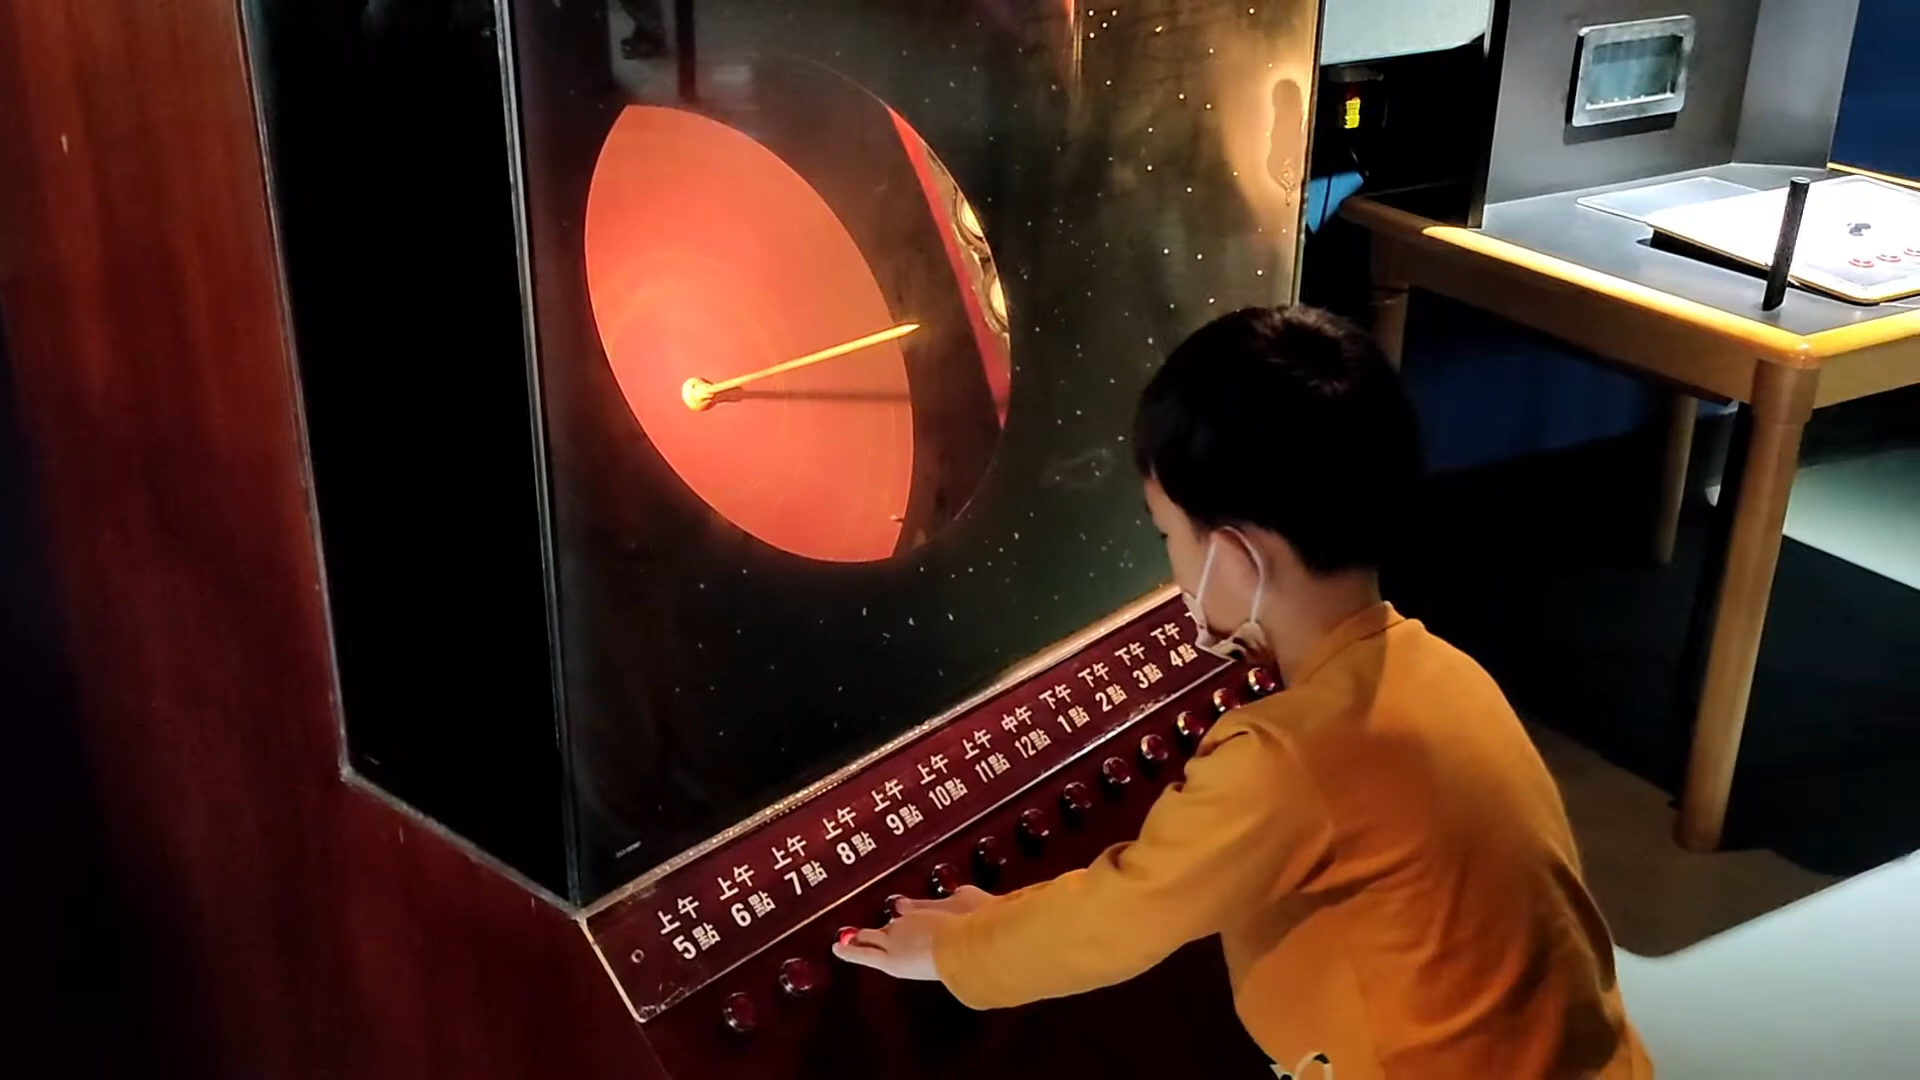 上午 上午 上午 上午 上午 上午 上午 中午 下午 下午 下午 下午
5點 6點 7點 8點 9點 10點 11點 12點 1點 2點 3點 4點